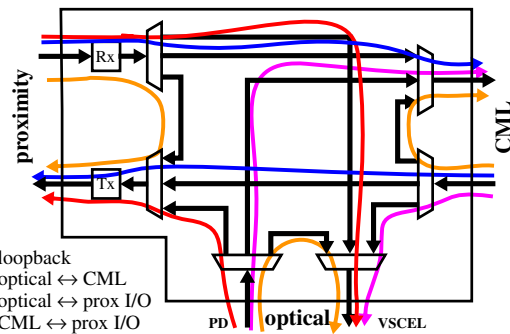 Rx
proximity
CML
Tx
loopback
optical ↔ CML
optical ↔ prox I/O
CML ↔ prox I/O
PD
optical
VSCEL